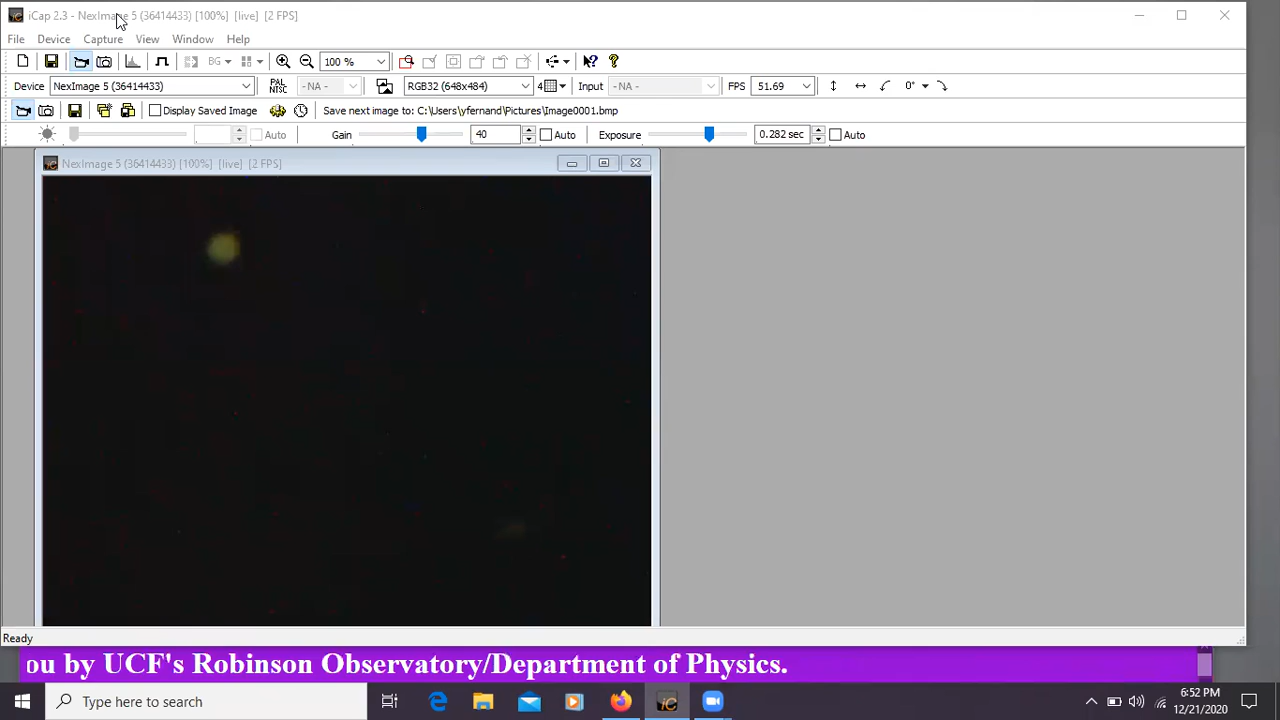 iCap 2.3 - NexImage 5 (36414433) [100%] [live] [2 FPS]
File Device Capture View Window Help
BG 100 %
Device NexImage 5 (36414433) PAL NTSC - NA - RGB32 (648x484) 4 Input - NA - FPS 51.69 0°
Display Saved Image Save next image to: C:\Users\yfernand\Pictures\Image0001.bmp
Auto Gain 40 Auto Exposure 0.282 sec Auto
NexImage 5 (36414433) [100%] [live] [2 FPS]
Ready
ou by UCF's Robinson Observatory/Department of Physics.
Type here to search
6:52 PM
12/21/2020